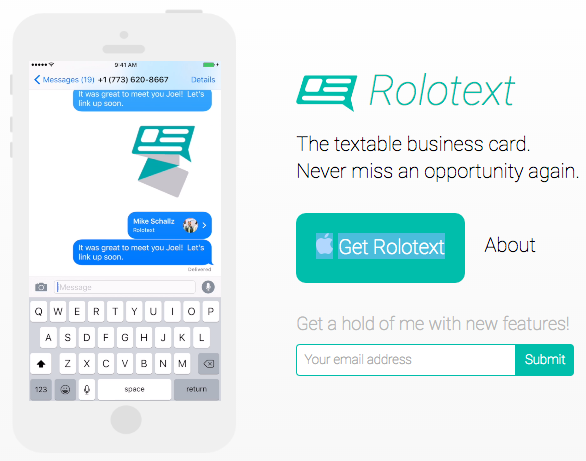 9:41 AM
Messages (19) +1 (773) 620-8667 Details
It was great to meet you Joel! Let's
link up soon.
Mike Schallz
Rolotext
It was great to meet you Joel! Let's
link up soon.
Delivered
Message
Q W E R T Y U I O P
A S D F G H J K L
Z X C V B N M
123 space return
Rolotext
The textable business card.
Never miss an opportunity again.
Get Rolotext About
Get a hold of me with new features!
Your email address Submit